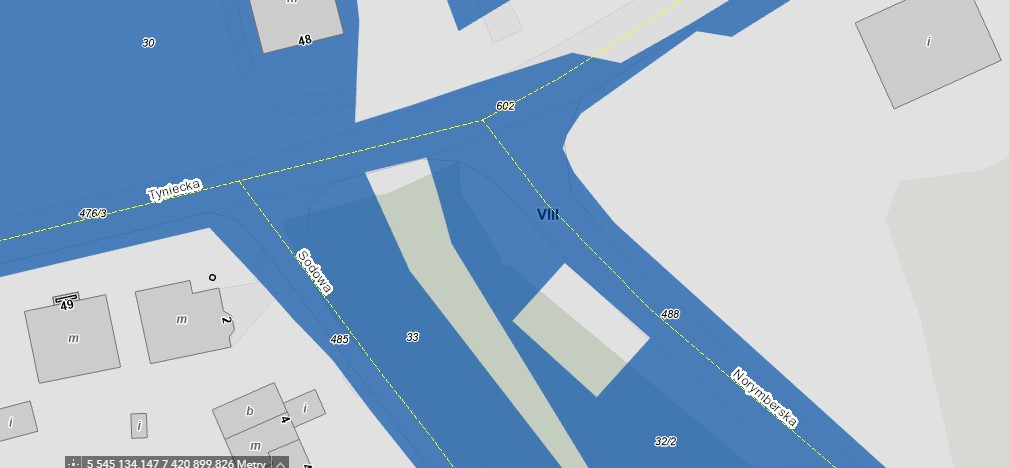 m
48
30
i
602
Tyniecka
476/3
VIII
Sodowa
49
m
2
m
488
485
33
Norymberska
b
i
4
i
i
m
32/2
5 545 134,147 7 420 899,826 Metry